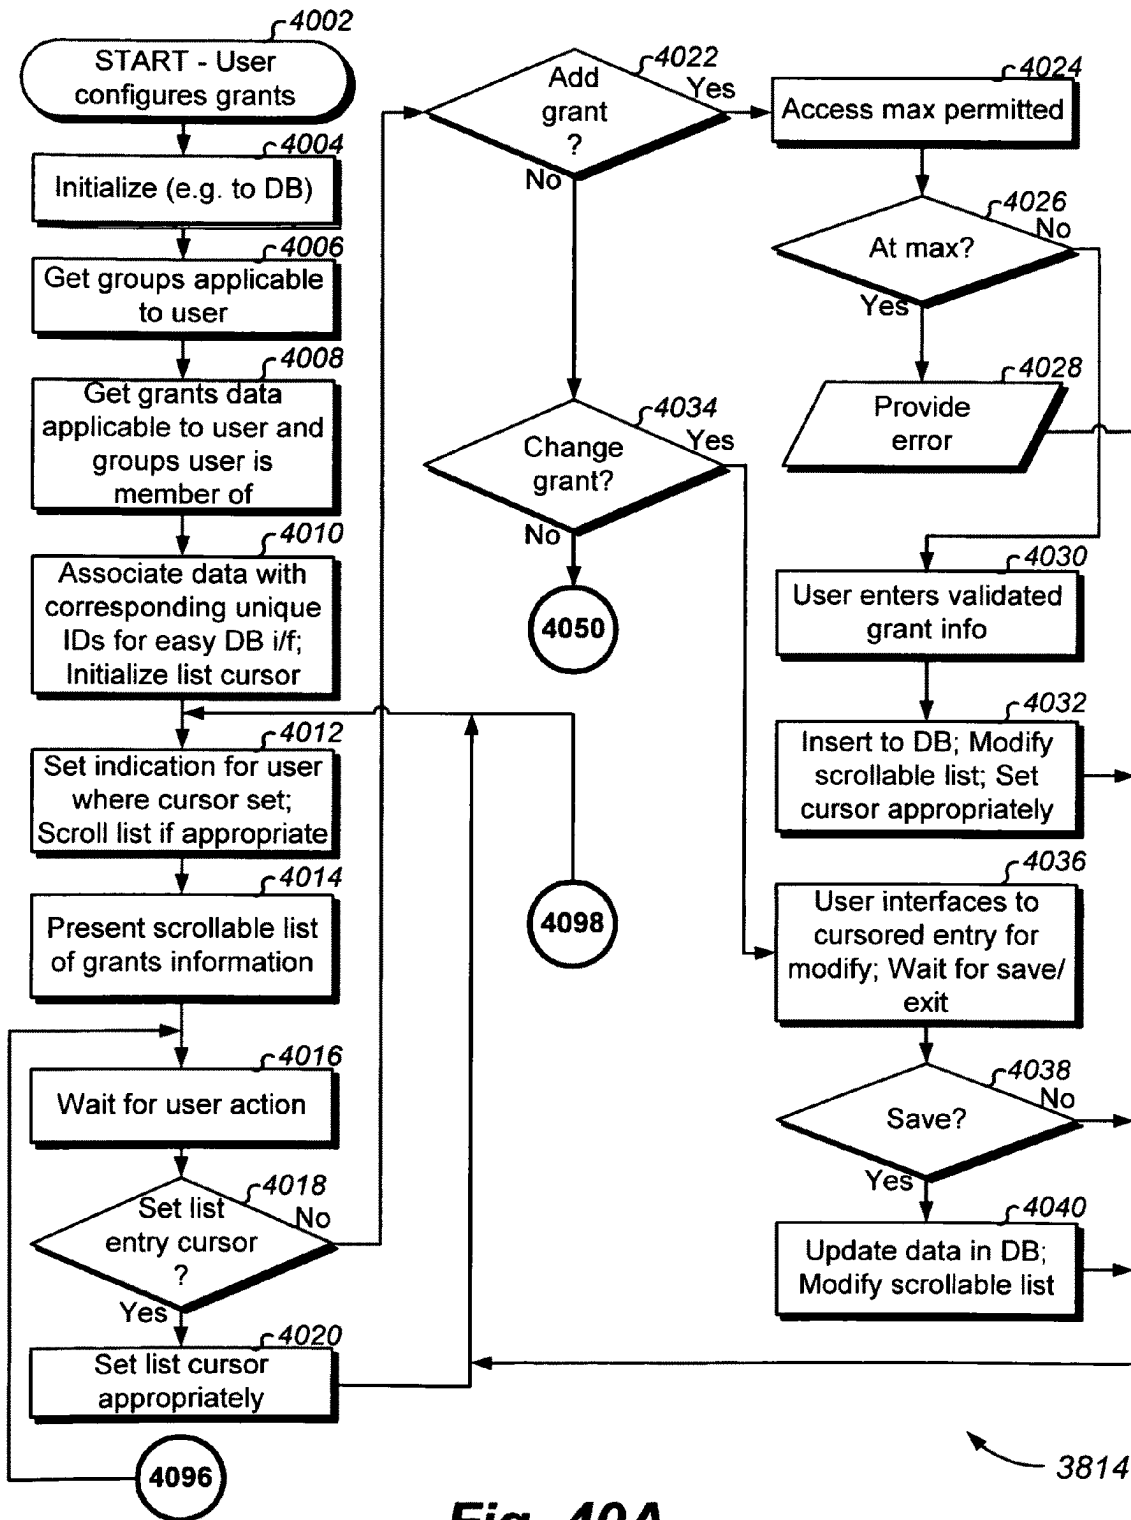 4002
START - User
configures grants
4004
Initialize (e.g. to DB)
4006
Get groups applicable
to user
4008
Get grants data
applicable to user and
groups user is
member of
4010
Associate data with
corresponding unique
IDs for easy DB i/f;
Initialize list cursor
4012
Set indication for user
where cursor set;
Scroll list if appropriate
4014
Present scrollable list
of grants information
4016
Wait for user action
4018
Set list
entry cursor
?
No
Yes
4020
Set list cursor
appropriately
4096
4022
Add
grant
?
Yes
No
4034
Change
grant?
Yes
No
4050
4098
4024
Access max permitted
4026
At max?
No
Yes
4028
Provide
error
4030
User enters validated
grant info
4032
Insert to DB; Modify
scrollable list; Set
cursor appropriately
4036
User interfaces to
cursored entry for
modify; Wait for save/
exit
4038
Save?
No
Yes
4040
Update data in DB;
Modify scrollable list
3814
Fig. 40A